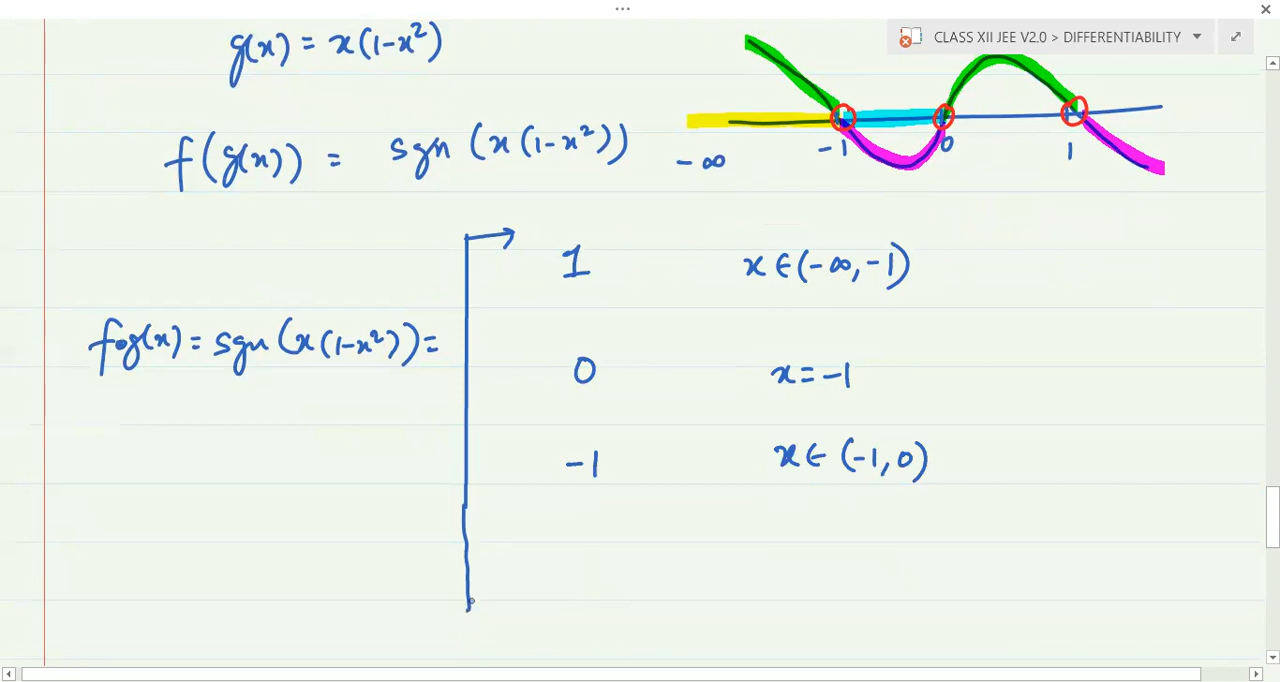 g(x) = x(1-x²)
CLASS XII JEE V2.0 > DIFFERENTIABILITY
f(g(x)) = sgn (x(1-x²))
-∞ -1 0 1
1 x∈(-∞,-1)
fog(x) = sgn(x(1-x²)) =
0 x = -1
-1 x∈(-1,0)